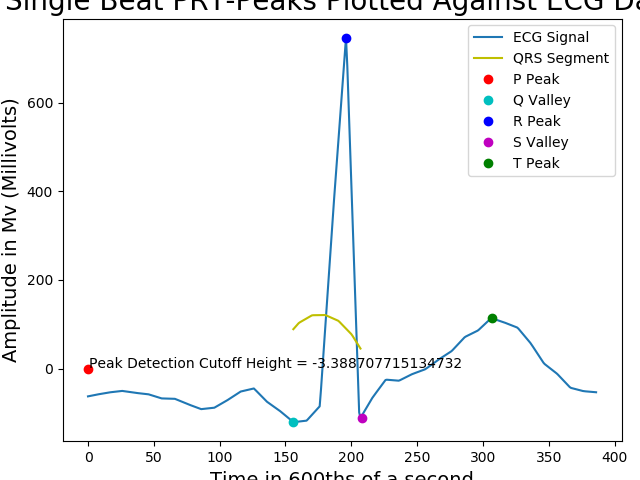 Single Beat PRT-Peaks Plotted Against ECG Da
ECG Signal
QRS Segment
P Peak
Q Valley
R Peak
S Valley
T Peak
Amplitude in Mv (Millivolts)
600
400
200
0
Peak Detection Cutoff Height = -3.388707715134732
0 50 100 150 200 250 300 350 400
Time in 600ths of a second